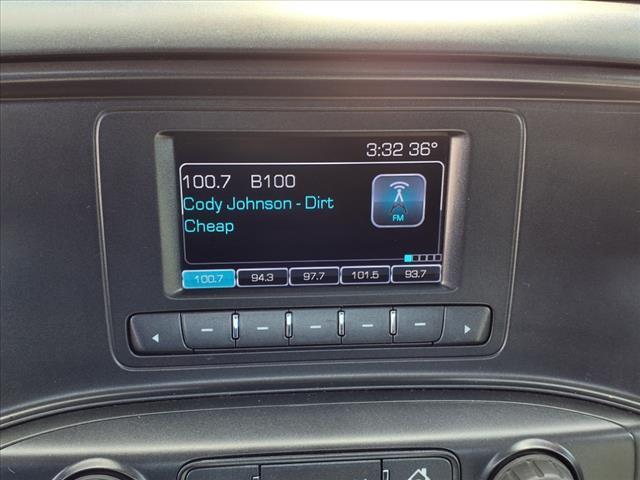 3:32 36°
100.7 B100
Cody Johnson - Dirt
Cheap
FM
100.7 94.3 97.7 101.5 93.7